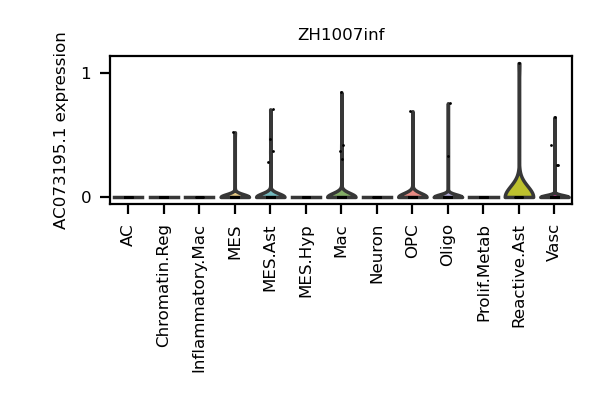 ZH1007inf
AC073195.1 expression
1
0
AC
Chromatin.Reg
Inflammatory.Mac
MES
MES.Ast
MES.Hyp
Mac
Neuron
OPC
Oligo
Prolif.Metab
Reactive.Ast
Vasc